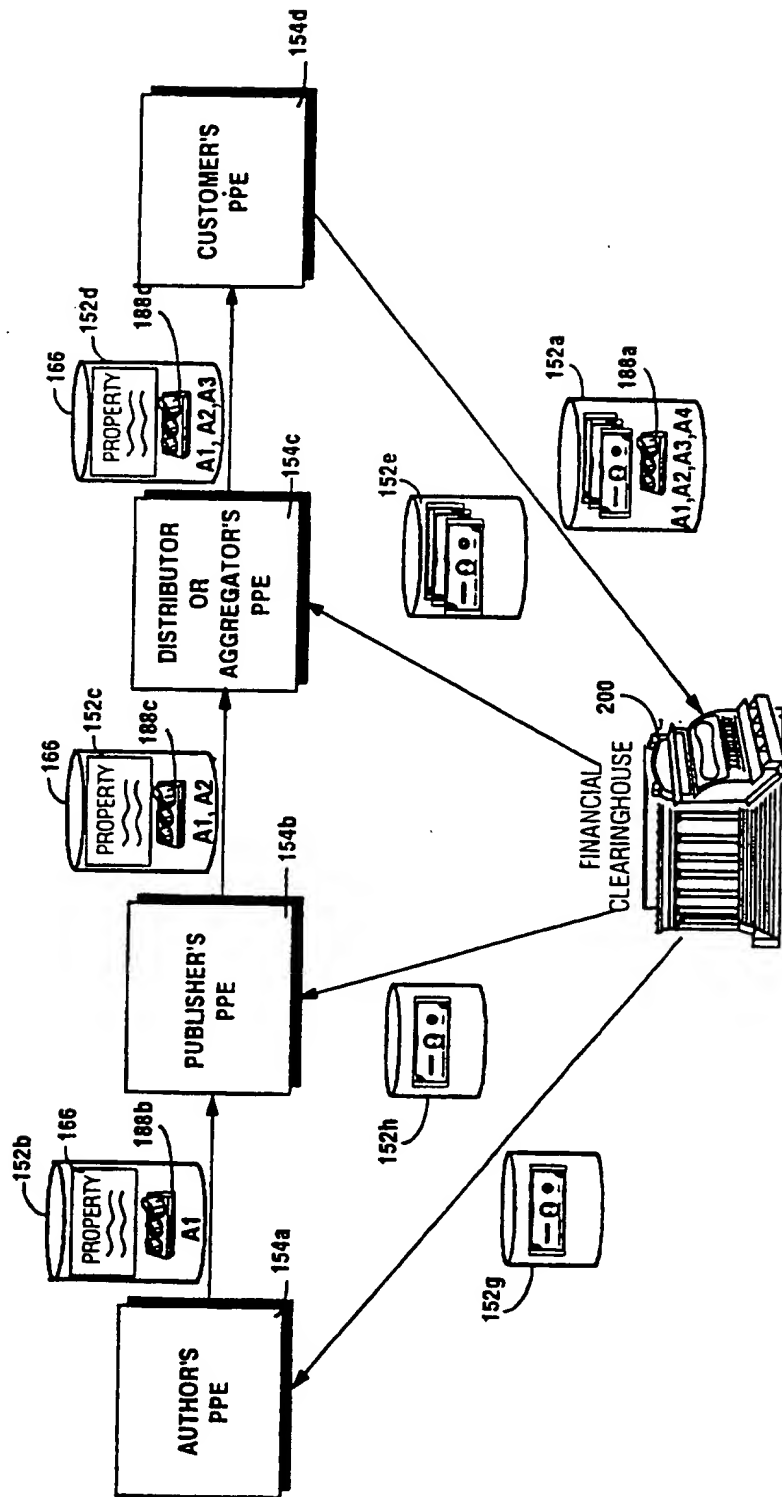 152b
166
PROPERTY
188b
A1
AUTHOR'S
PPE
154a
PUBLISHER'S
PPE
154b
166
152c
PROPERTY
188c
A1, A2
DISTRIBUTOR
OR
AGGREGATOR'S
PPE
154c
166
152d
PROPERTY
188d
A1, A2, A3
CUSTOMER'S
PPE
154d
152g
152h
152e
152a
188a
A1, A2, A3, A4
FINANCIAL
CLEARINGHOUSE
200